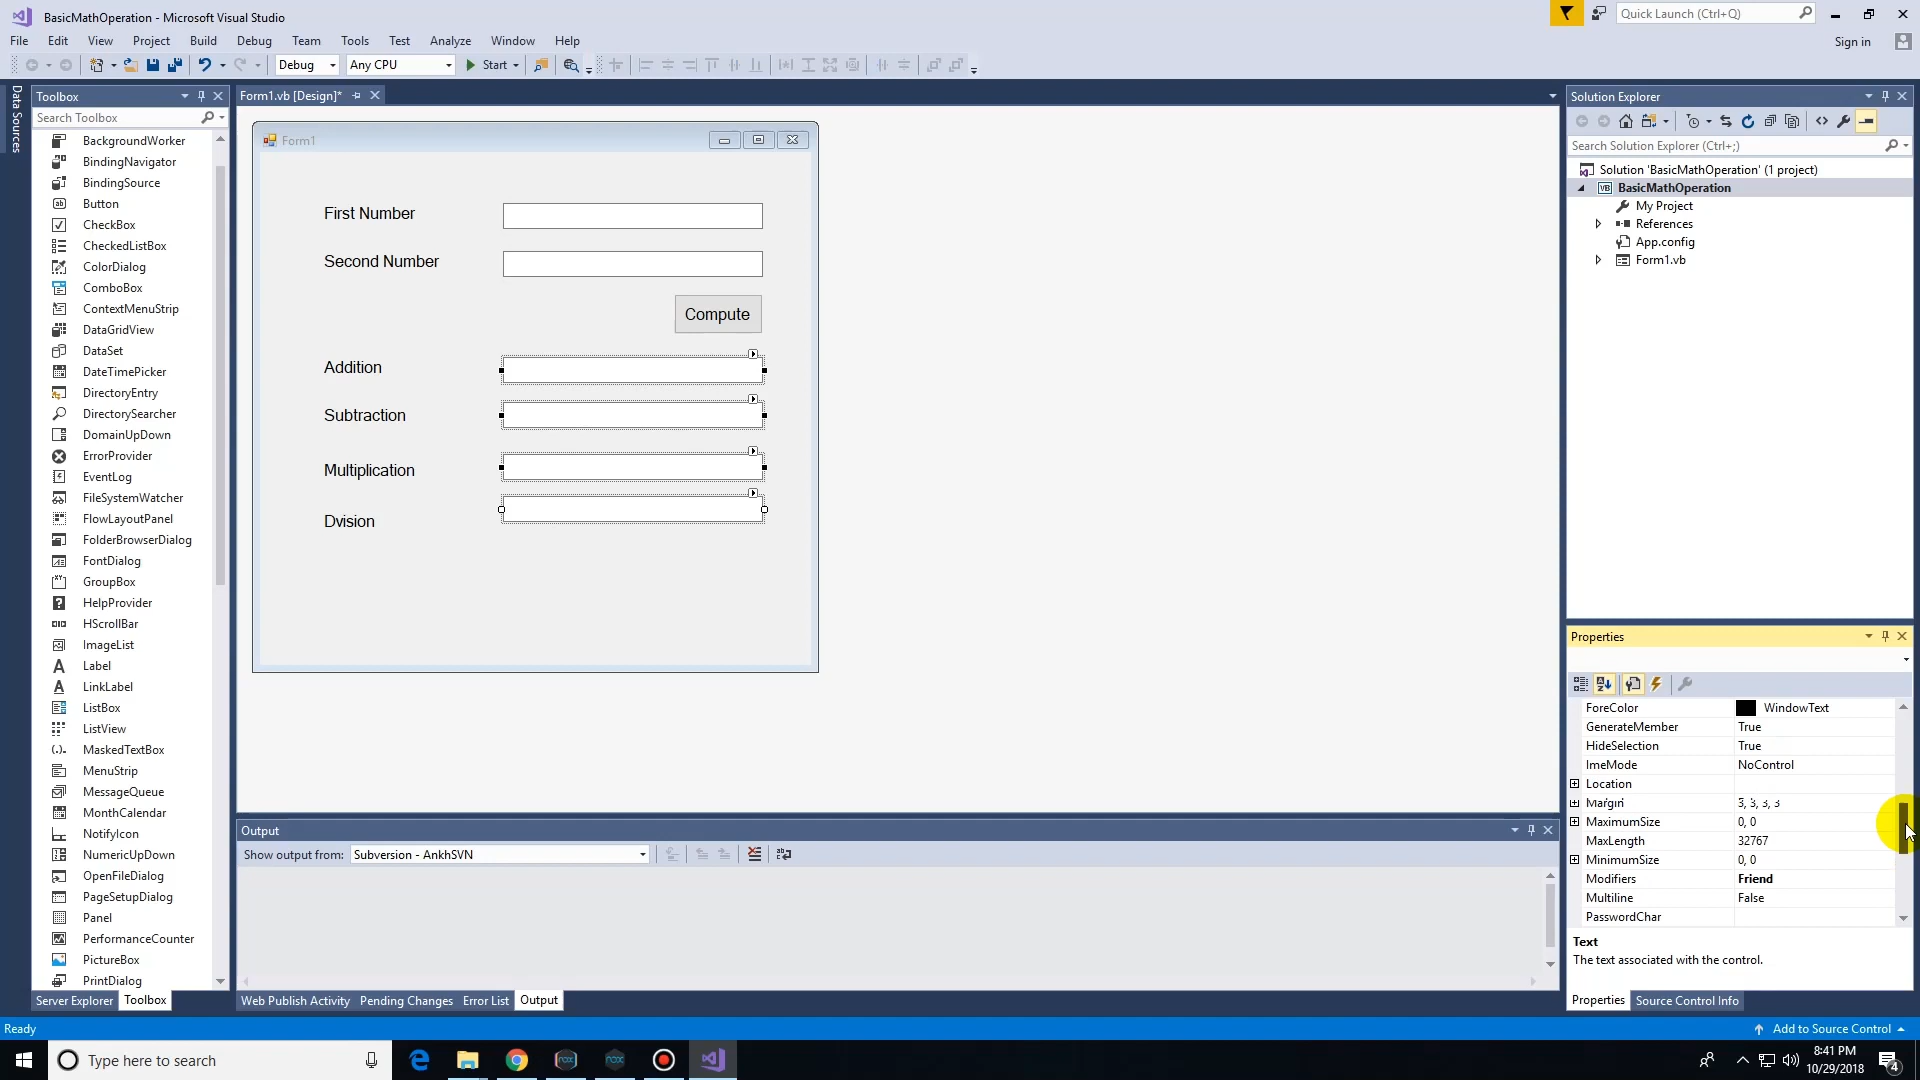 BasicMathOperation - Microsoft Visual Studio
Quick Launch (Ctrl+Q)
File Edit View Project Build Debug Team Tools Test Analyze Window Help
Sign in
Debug Any CPU Start
Data Sources
Toolbox
Search Toolbox
BackgroundWorker
BindingNavigator
BindingSource
Button
CheckBox
CheckedListBox
ColorDialog
ComboBox
ContextMenuStrip
DataGridView
DataSet
DateTimePicker
DirectoryEntry
DirectorySearcher
DomainUpDown
ErrorProvider
EventLog
FileSystemWatcher
FlowLayoutPanel
FolderBrowserDialog
FontDialog
GroupBox
HelpProvider
HScrollBar
ImageList
Label
LinkLabel
ListBox
ListView
MaskedTextBox
MenuStrip
MessageQueue
MonthCalendar
NotifyIcon
NumericUpDown
OpenFileDialog
PageSetupDialog
Panel
PerformanceCounter
PictureBox
PrintDialog
Server Explorer Toolbox
Form1.vb [Design]*
Form1
First Number
Second Number
Compute
Addition
Subtraction
Multiplication
Dvision
Output
Show output from: Subversion - AnkhSVN
Web Publish Activity Pending Changes Error List Output
Solution Explorer
Search Solution Explorer (Ctrl+;)
Solution 'BasicMathOperation' (1 project)
VB BasicMathOperation
My Project
References
App.config
Form1.vb
Properties
ForeColor WindowText
GenerateMember True
HideSelection True
ImeMode NoControl
Location
Margin 3, 3, 3, 3
MaximumSize 0, 0
MaxLength 32767
MinimumSize 0, 0
Modifiers Friend
Multiline False
PasswordChar
Text
The text associated with the control.
Properties Source Control Info
Ready
Add to Source Control
Type here to search
nox
nox
8:41 PM
10/29/2018
4